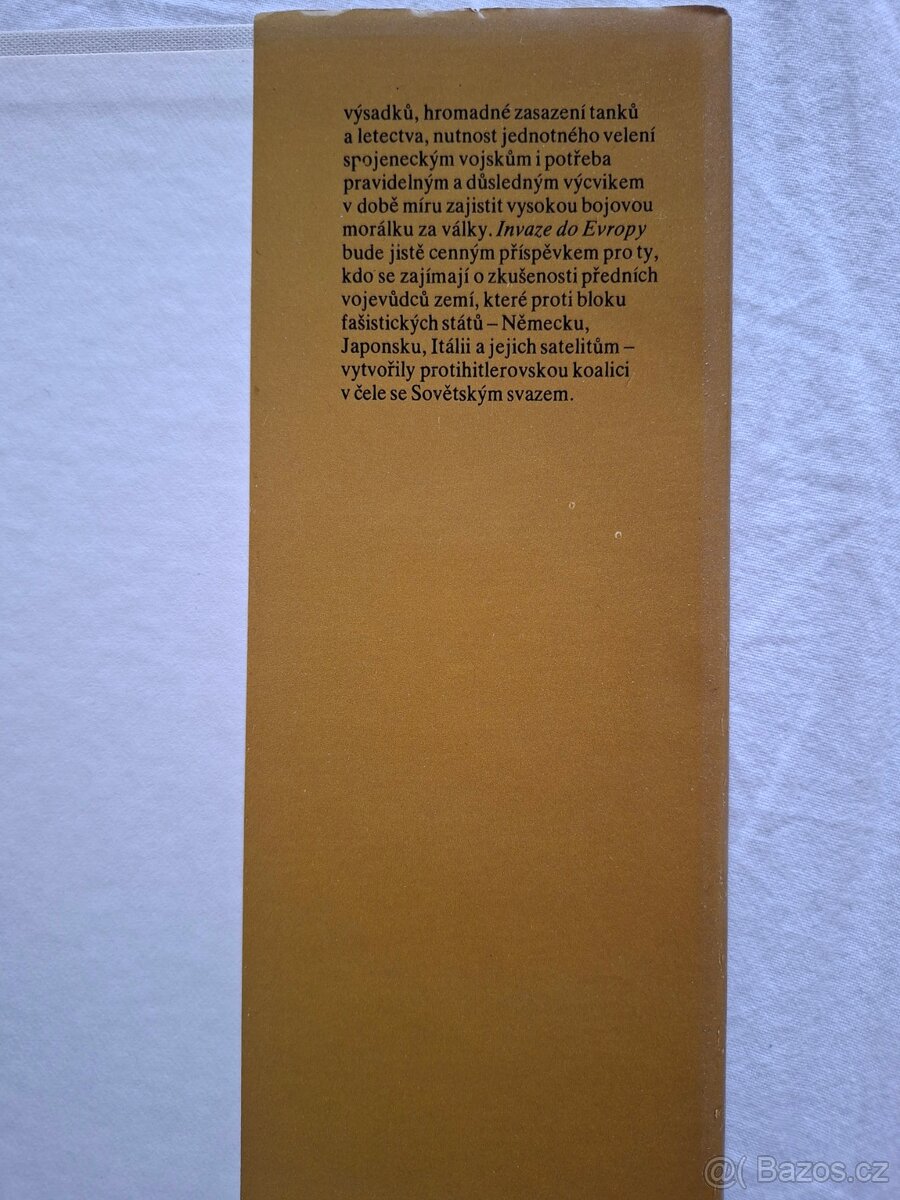 výsadků, hromadné zasazení tanků
a letectva, nutnost jednotného velení
spojeneckým vojskům i potřeba
pravidelným a důsledným výcvikem
v době míru zajistit vysokou bojovou
morálku za války. Invaze do Evropy
bude jistě cenným příspěvkem pro ty,
kdo se zajímají o zkušenosti předních
vojevůdců zemí, které proti bloku
fašistických států – Německu,
Japonsku, Itálii a jejich satelitům –
vytvořily protihitlerovskou koalici
v čele se Sovětským svazem.
@( Bazos.cz